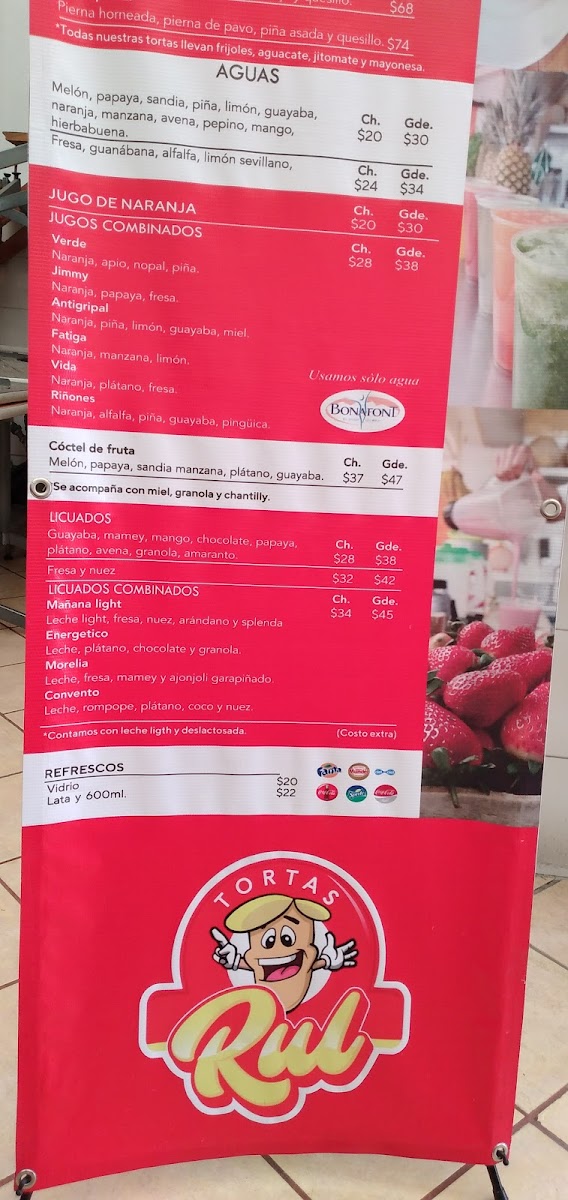 $68
Pierna horneada, pierna de pavo, piña asada y quesillo. $74
*Todas nuestras tortas llevan frijoles, aguacate, jitomate y mayonesa.
AGUAS
Melón, papaya, sandia, piña, limón, guayaba,
naranja, manzana, avena, pepino, mango,
hierbabuena.
Ch. Gde.
$20 $30
Fresa, guanábana, alfalfa, limón sevillano,
Ch. Gde.
$24 $34
JUGO DE NARANJA
Ch. Gde.
$20 $30
JUGOS COMBINADOS
Ch. Gde.
$28 $38
Verde
Naranja, apio, nopal, piña.
Jimmy
Naranja, papaya, fresa.
Antigripal
Naranja, piña, limón, guayaba, miel.
Fatiga
Naranja, manzana, limón.
Vida
Naranja, plátano, fresa.
Riñones
Naranja, alfalfa, piña, guayaba, pingüica.
Usamos sòlo agua
BONAFONT
Cóctel de fruta
Melón, papaya, sandia manzana, plátano, guayaba.
Ch. Gde.
$37 $47
*Se acompaña con miel, granola y chantilly.
LICUADOS
Guayaba, mamey, mango, chocolate, papaya,
plátano, avena, granola, amaranto.
Ch. Gde.
$28 $38
Fresa y nuez
$32 $42
LICUADOS COMBINADOS
Ch. Gde.
$34 $45
Mañana light
Leche light, fresa, nuez, arándano y splenda
Energetico
Leche, plátano, chocolate y granola.
Morelia
Leche, fresa, mamey y ajonjoli garapiñado.
Convento
Leche, rompope, plátano, coco y nuez.
*Contamos con leche ligth y deslactosada. (Costo extra)
REFRESCOS
Vidrio $20
Lata y 600ml. $22
Fanta
Sprite
TORTAS
Rul